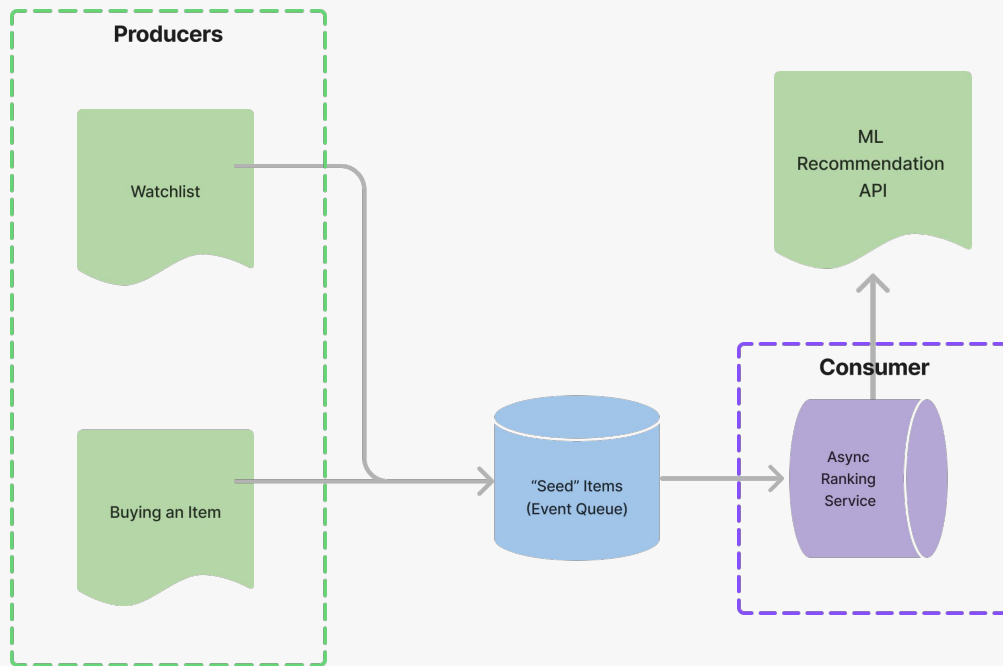 Producers
Watchlist
Buying an Item
“Seed” Items
(Event Queue)
ML
Recommendation
API
Consumer
Async
Ranking
Service